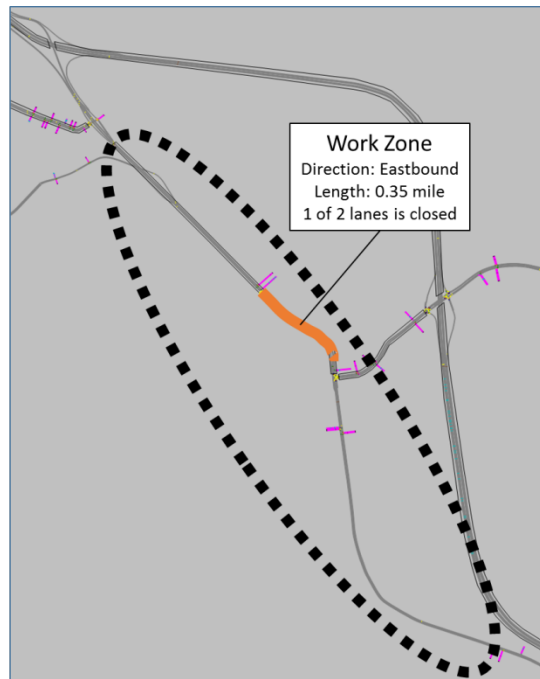 Work Zone
Direction: Eastbound
Length: 0.35 mile
1 of 2 lanes is closed